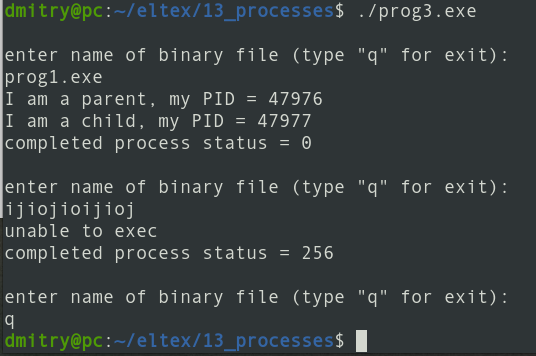 dmitry@pc:~/eltex/13_processes$ ./prog3.exe
enter name of binary file (type "q" for exit):
prog1.exe
I am a parent, my PID = 47976
I am a child, my PID = 47977
completed process status = 0
enter name of binary file (type "q" for exit):
ijiojioijioj
unable to exec
completed process status = 256
enter name of binary file (type "q" for exit):
q
dmitry@pc:~/eltex/13_processes$